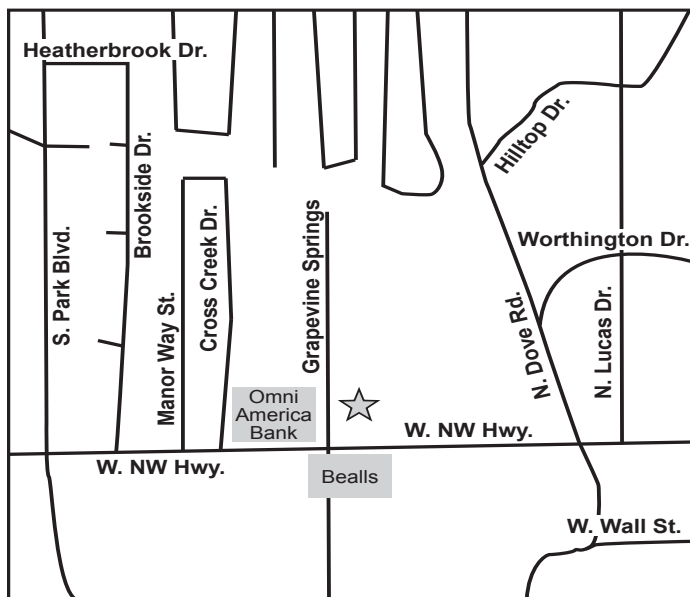 Heatherbrook Dr.
Hilltop Dr.
Brookside Dr.
S. Park Blvd.
Manor Way St.
Cross Creek Dr.
Grapevine Springs
Worthington Dr.
N. Dove Rd.
N. Lucas Dr.
Omni
America
Bank
W. NW Hwy.
W. NW Hwy.
Bealls
W. Wall St.